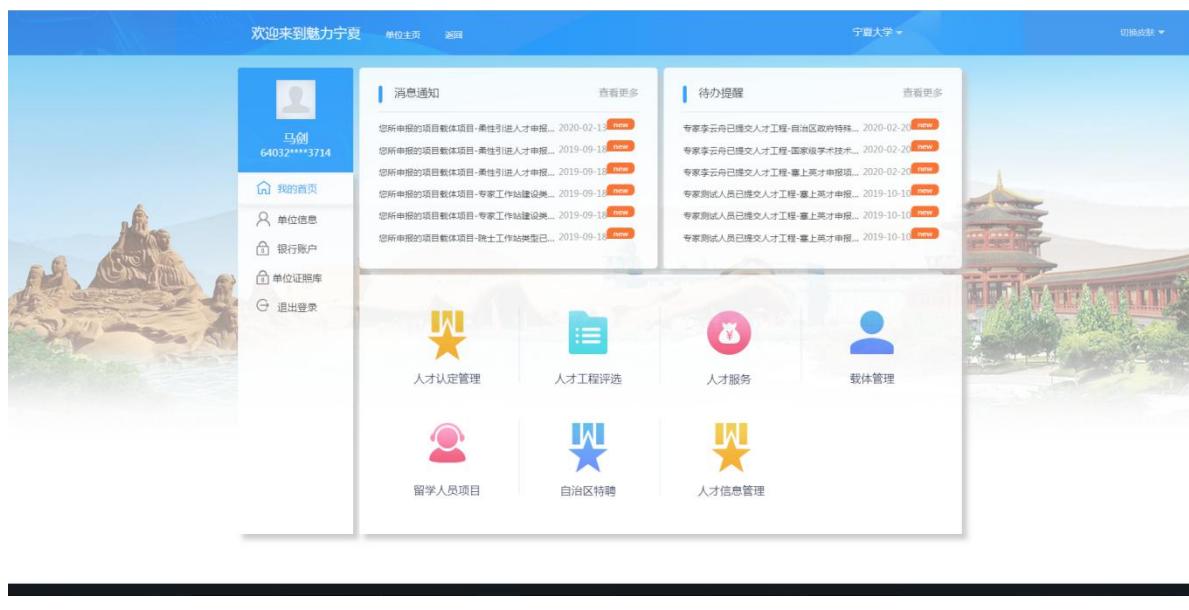 欢迎来到魅力宁夏 单位主页 返回 宁夏大学 切换皮肤
马剑
64032****3714
我的首页
单位信息
银行账户
单位证照库
退出登录
消息通知 查看更多
您所申报的项目载体项目-柔性引进人才申报... 2020-02-13 new
您所申报的项目载体项目-柔性引进人才申报... 2019-09-18 new
您所申报的项目载体项目-柔性引进人才申报... 2019-09-18 new
您所申报的项目载体项目-专家工作站建设类... 2019-09-18 new
您所申报的项目载体项目-专家工作站建设类... 2019-09-18 new
您所申报的项目载体项目-院士工作站类型已... 2019-09-18 new
待办提醒 查看更多
专家李云舟已提交人才工程-自治区政府特殊... 2020-02-20 new
专家李云舟已提交人才工程-国家级学术技术... 2020-02-20 new
专家李云舟已提交人才工程-塞上英才申报项... 2020-02-20 new
专家测试人员已提交人才工程-塞上英才申报... 2019-10-10 new
专家测试人员已提交人才工程-塞上英才申报... 2019-10-10 new
专家测试人员已提交人才工程-塞上英才申报... 2019-10-10 new
人才认定管理 人才工程评选 人才服务 载体管理
留学人员项目 自治区特聘 人才信息管理